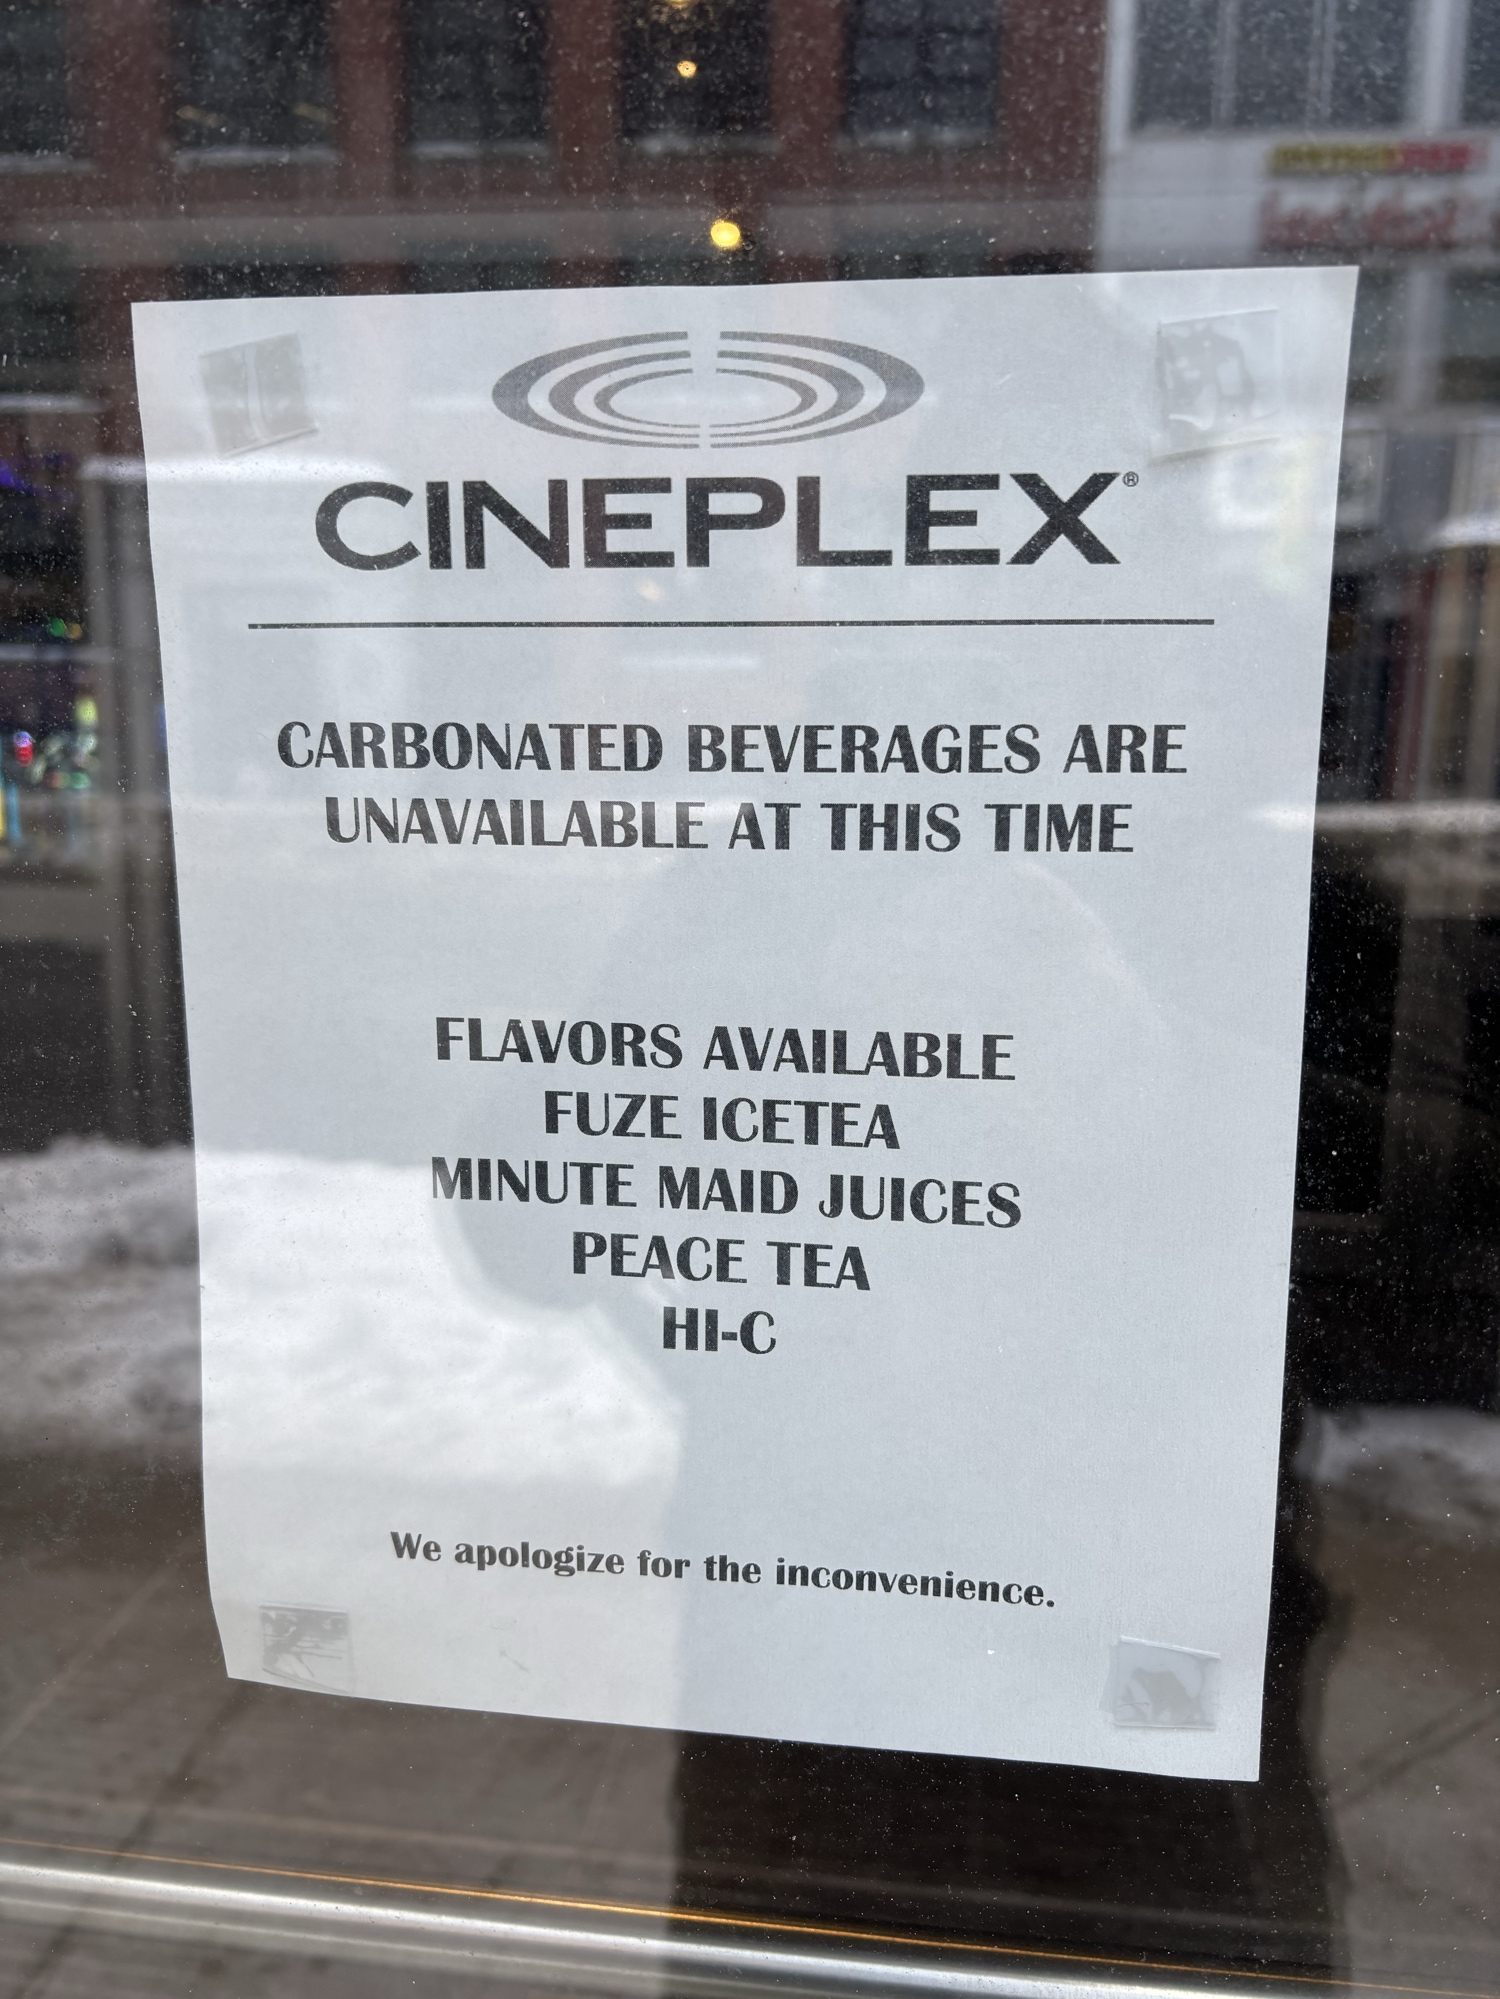 CINEPLEX®
CARBONATED BEVERAGES ARE
UNAVAILABLE AT THIS TIME
FLAVORS AVAILABLE
FUZE ICETEA
MINUTE MAID JUICES
PEACE TEA
HI-C
We apologize for the inconvenience.